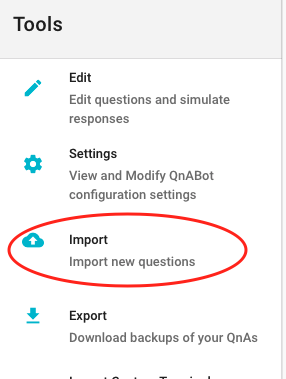 Tools
Edit
Edit questions and simulate
responses
Settings
View and Modify QnABot
configuration settings
Import
Import new questions
Export
Download backups of your QnAs